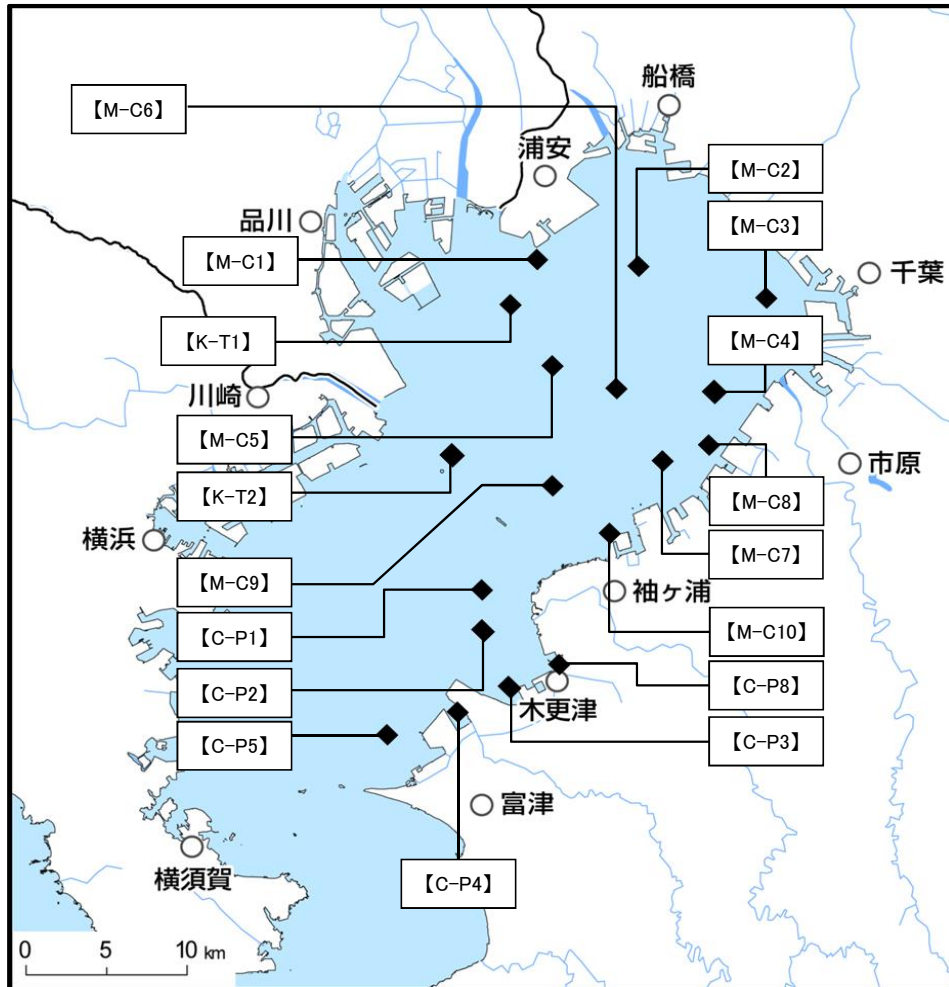 船橋
【M-C6】
浦安
【M-C2】
品川
【M-C3】
【M-C1】
千葉
【K-T1】
【M-C4】
川崎
【M-C5】
市原
【K-T2】
【M-C8】
横浜
【M-C7】
【M-C9】
袖ヶ浦
【C-P1】
【M-C10】
【C-P2】
【C-P8】
木更津
【C-P5】
【C-P3】
富津
横須賀
【C-P4】
0 5 10 km